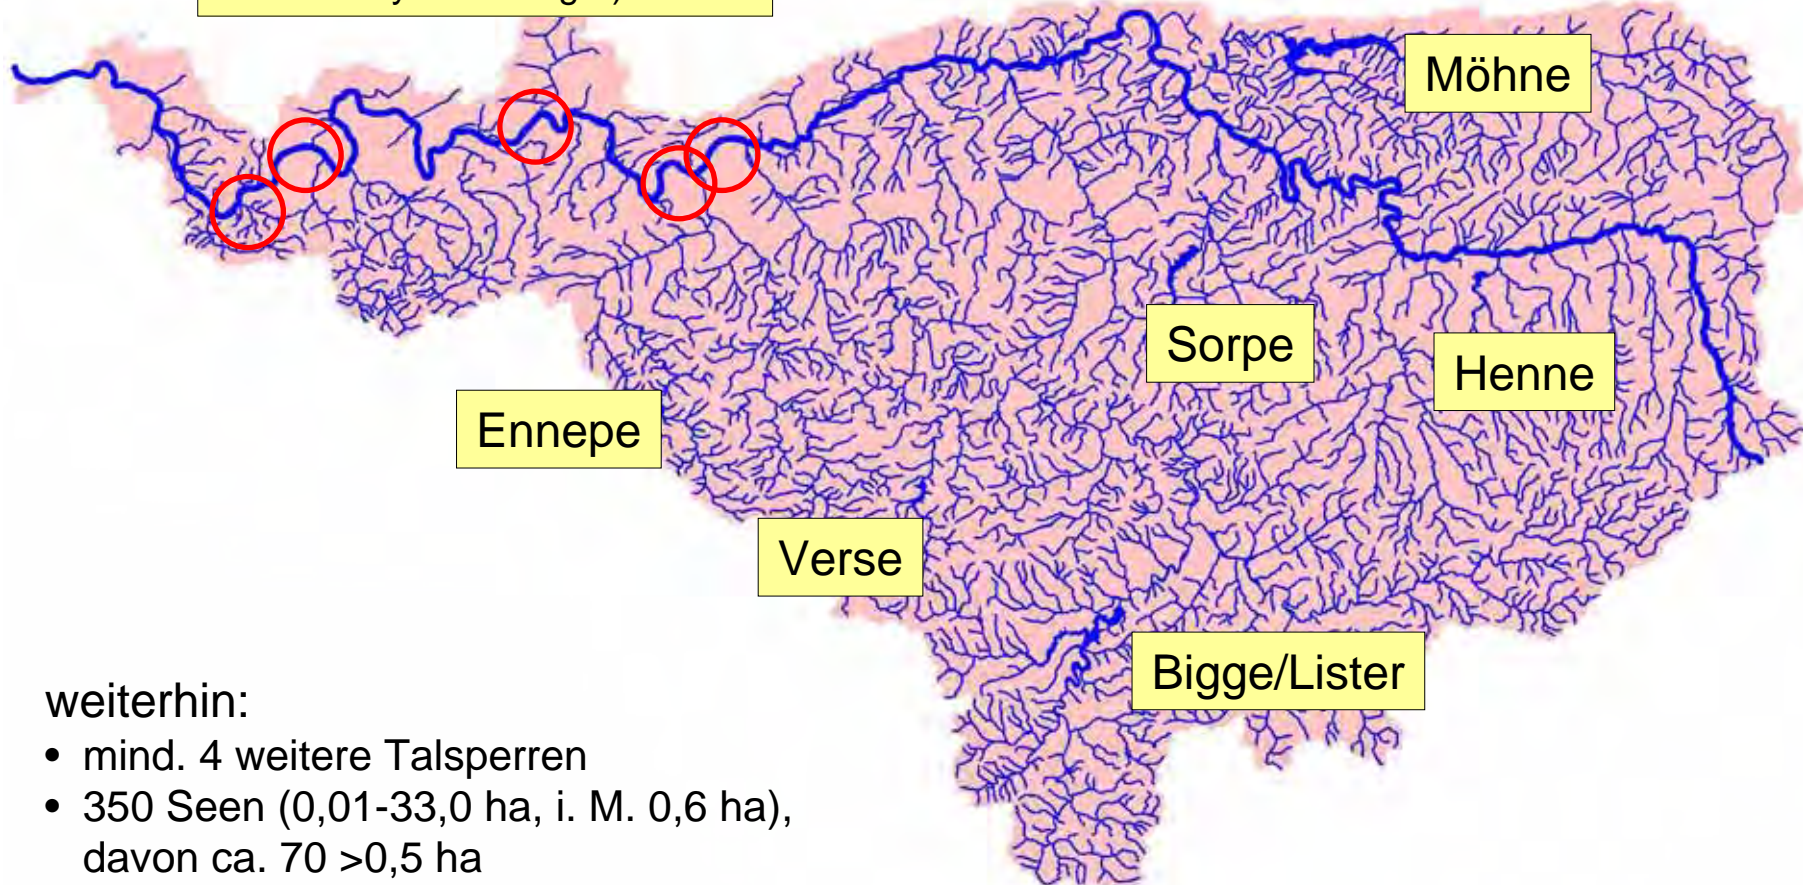 Möhne
Sorpe
Henne
Ennepe
Verse
Bigge/Lister
weiterhin:
• mind. 4 weitere Talsperren
• 350 Seen (0,01-33,0 ha, i. M. 0,6 ha),
davon ca. 70 >0,5 ha